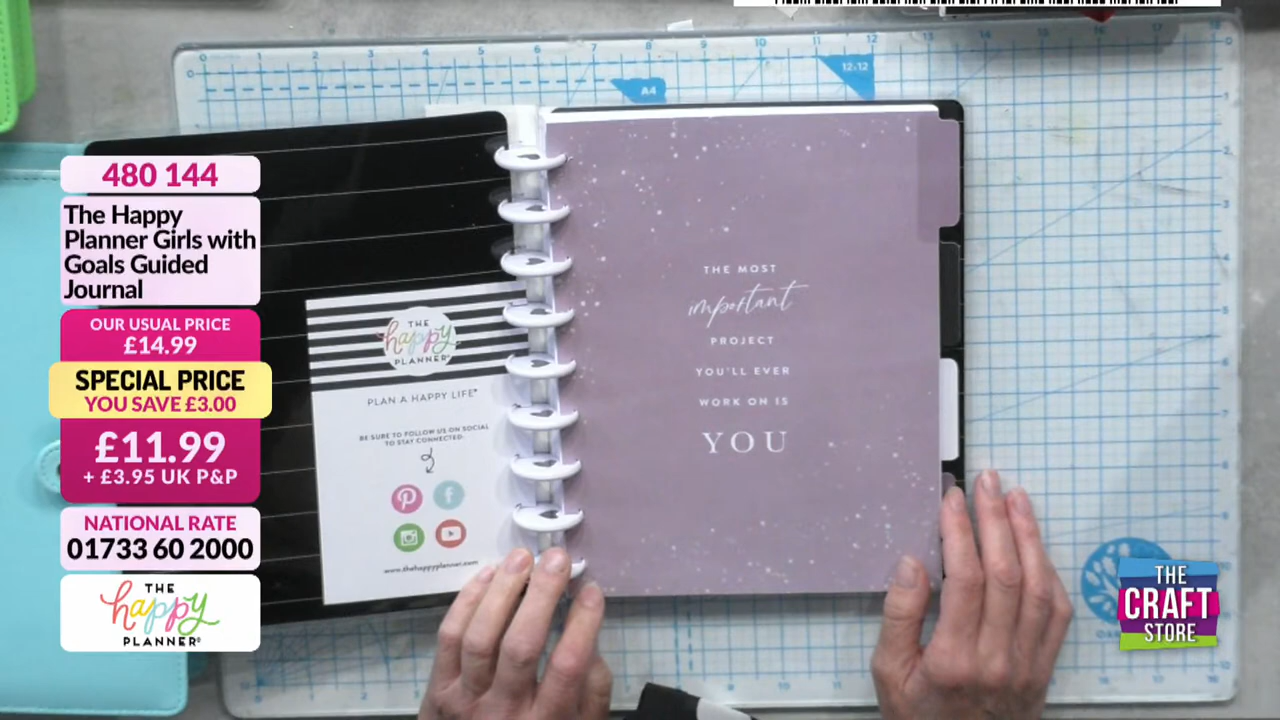 480 144
The Happy
Planner Girls with
Goals Guided
Journal
OUR USUAL PRICE
£14.99
SPECIAL PRICE
YOU SAVE £3.00
£11.99
+ £3.95 UK P&P
NATIONAL RATE
01733 60 2000
THE
happy
PLANNER®
THE
happy
PLANNER®
PLAN A HAPPY LIFE®
BE SURE TO FOLLOW US ON SOCIAL
TO STAY CONNECTED.
www.thehappyplanner.com
THE MOST
important
PROJECT
YOU'LL EVER
WORK ON IS
YOU
A4
12×12
THE
CRAFT
STORE